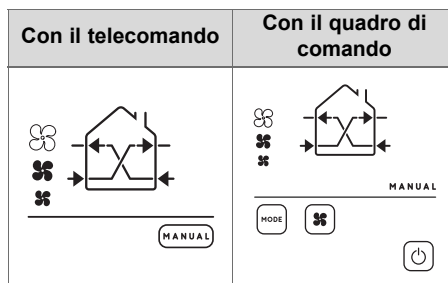 Con il telecomando
Con il quadro di
comando
MANUAL
MANUAL
MODE